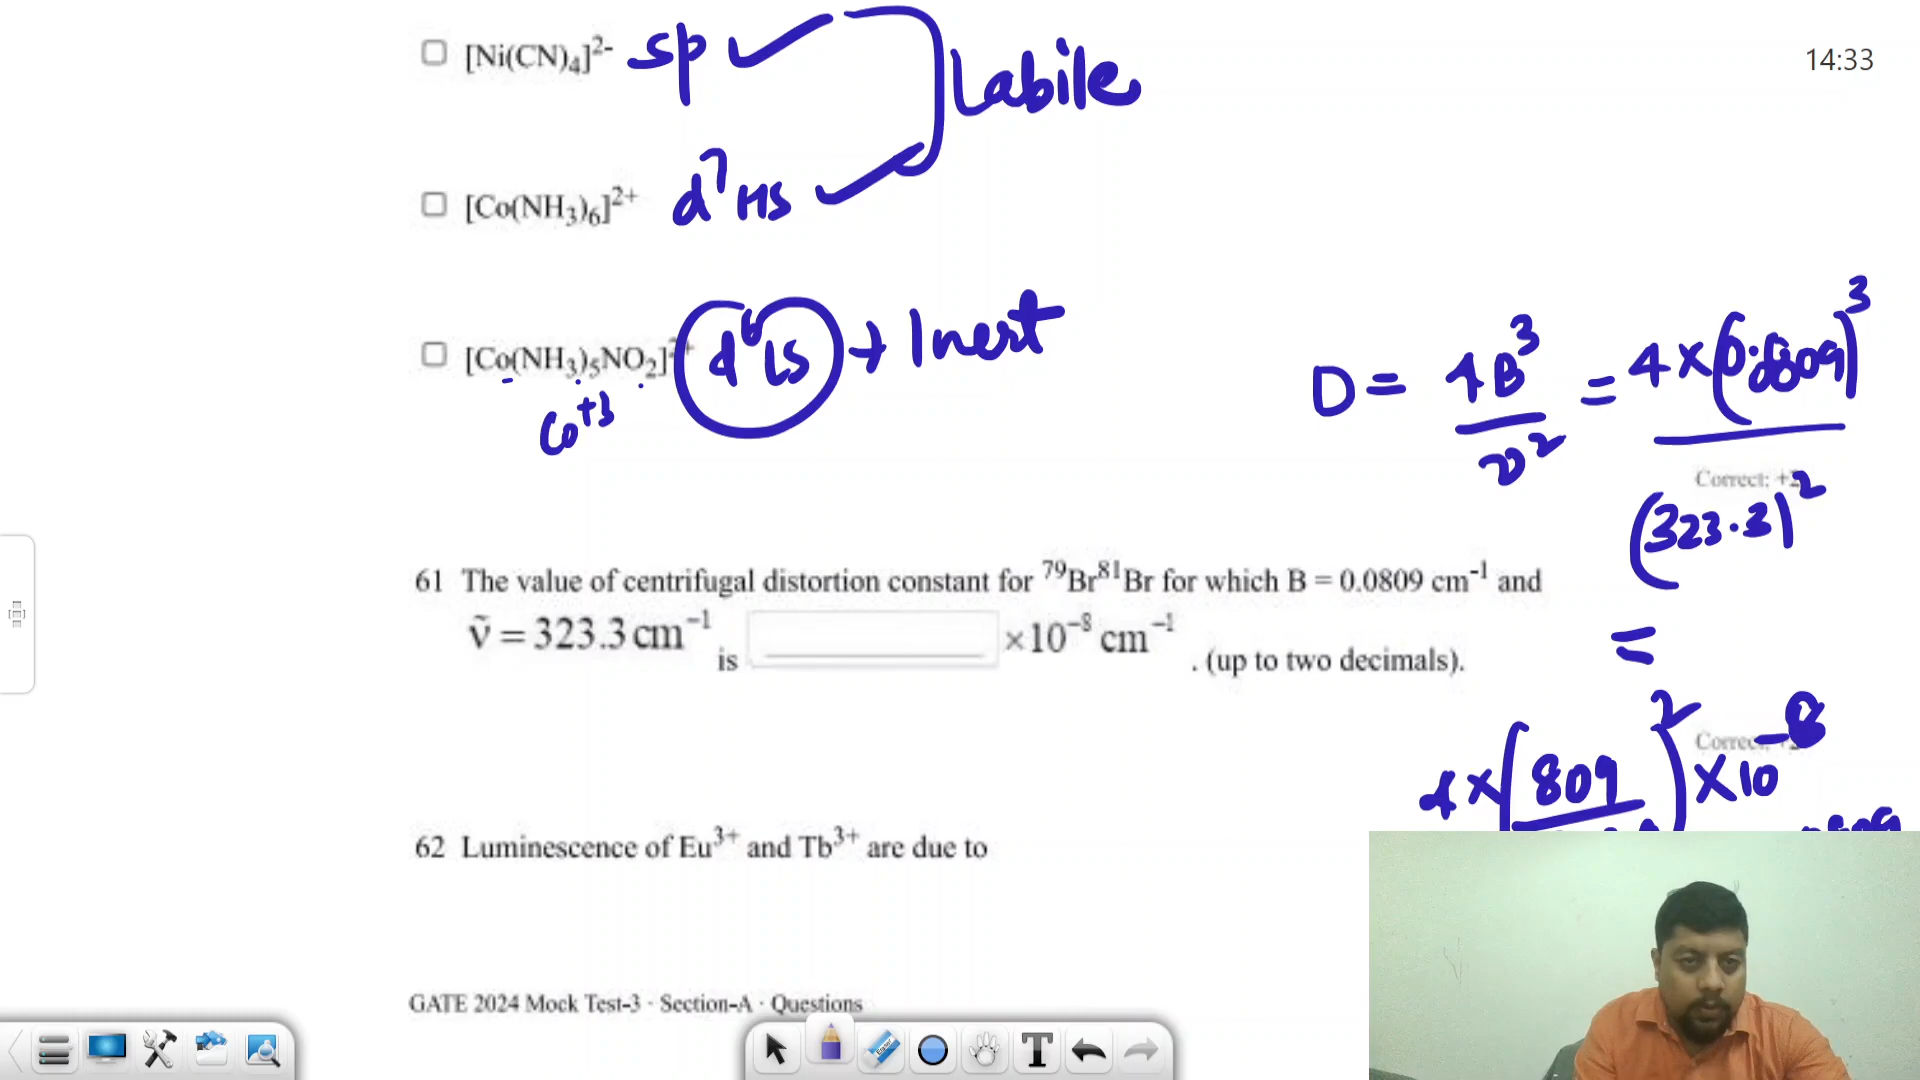 [Ni(CN)₄]²⁻ sp ✓
Labile
14:33
[Co(NH₃)₆]²⁺ d⁷ HS ✓
[Co(NH₃)₅NO₂] d⁶ LS → Inert
Co⁺³
D = 4B³ / ν² = 4×(0.0809)³ / (323.3)²
Correct: +2
61 The value of centrifugal distortion constant for ⁷⁹Br⁸¹Br for which B = 0.0809 cm⁻¹ and
ν̃ = 323.3 cm⁻¹ is ______ ×10⁻⁸ cm⁻¹ . (up to two decimals).
=
4×(809 )² ×10⁻⁸
62 Luminescence of Eu³⁺ and Tb³⁺ are due to
GATE 2024 Mock Test-3 · Section-A · Questions
T